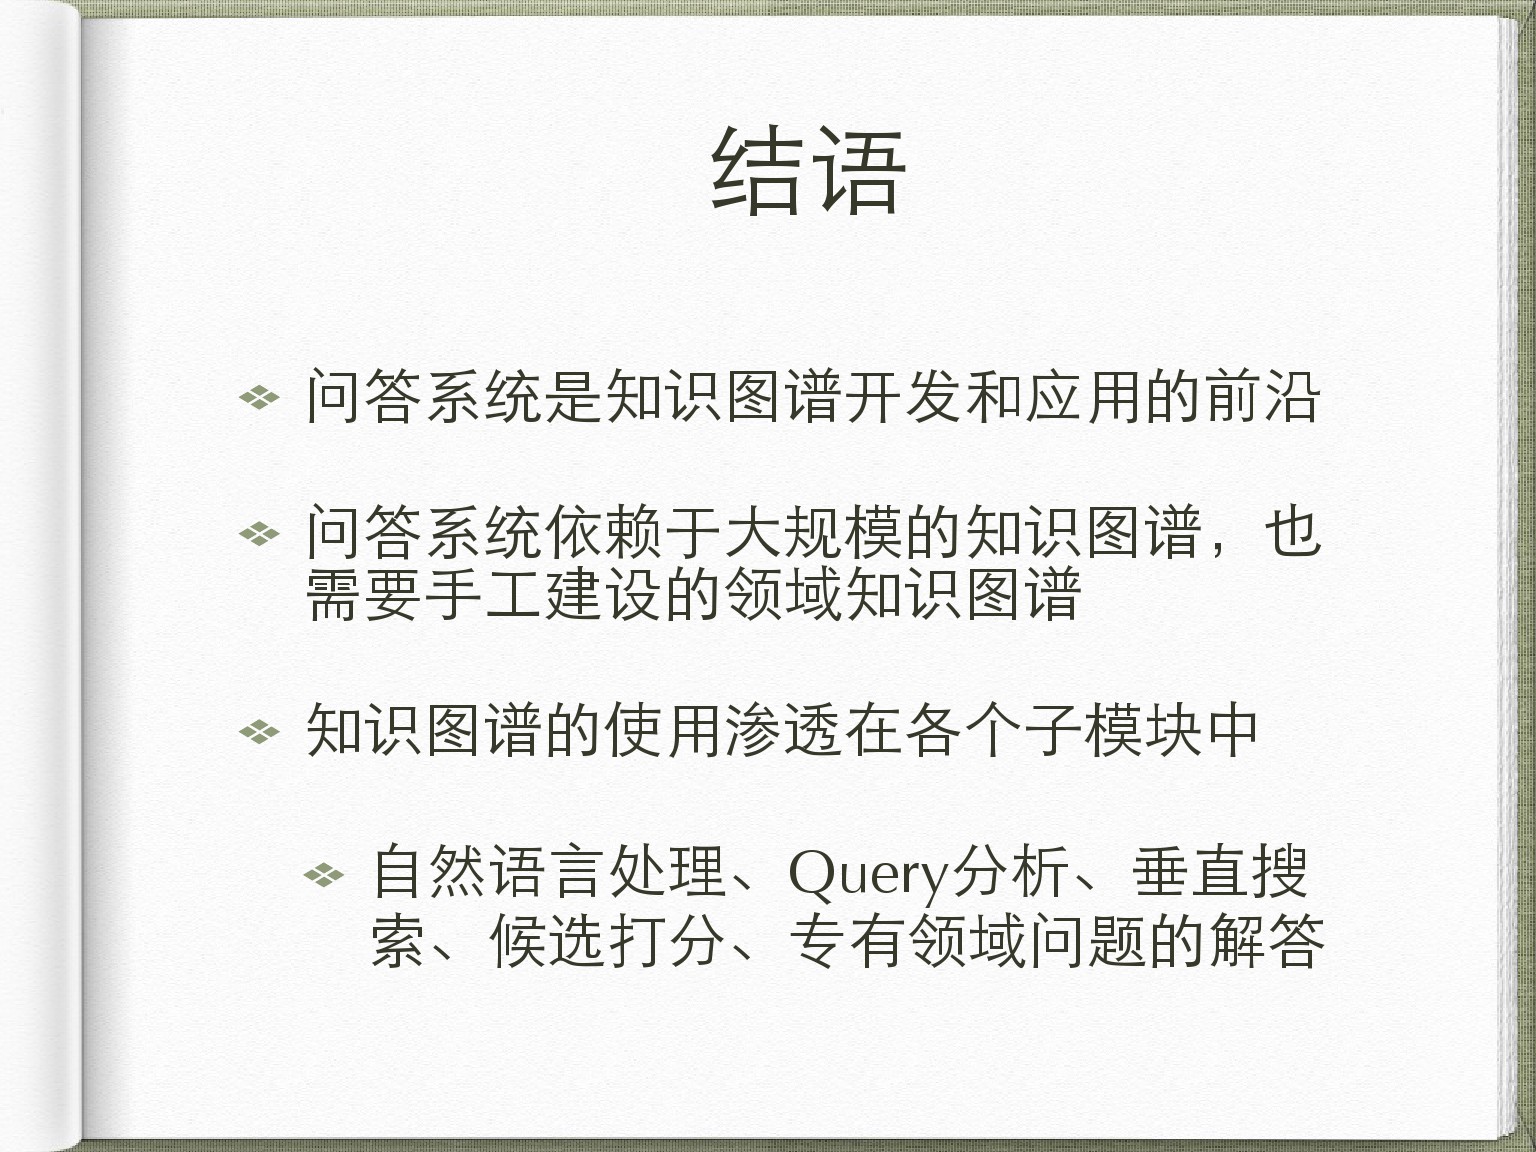 结语
问答系统是知识图谱开发和应用的前沿
问答系统依赖于大规模的知识图谱，也
需要手工建设的领域知识图谱
知识图谱的使用渗透在各个子模块中
自然语言处理、Query分析、垂直搜
索、候选打分、专有领域问题的解答